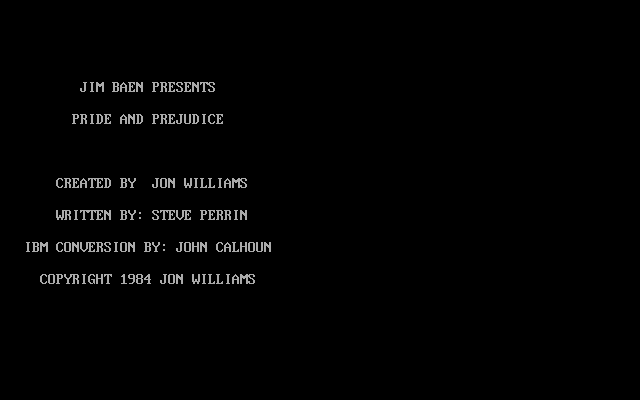 JIM BAEN PRESENTS
PRIDE AND PREJUDICE
CREATED BY  JON WILLIAMS
WRITTEN BY: STEVE PERRIN
IBM CONVERSION BY: JOHN CALHOUN
COPYRIGHT 1984 JON WILLIAMS